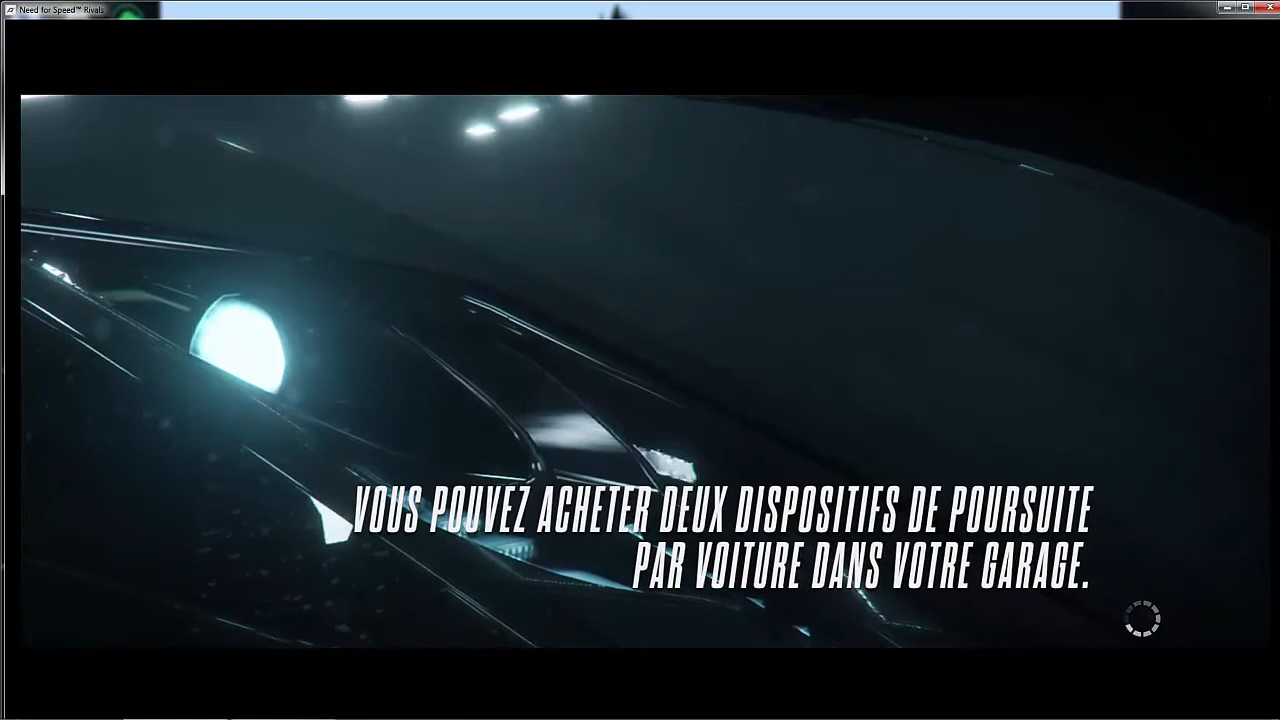 Need for Speed™ Rivals
VOUS POUVEZ ACHETER DEUX DISPOSITIFS DE POURSUITE
PAR VOITURE DANS VOTRE GARAGE.